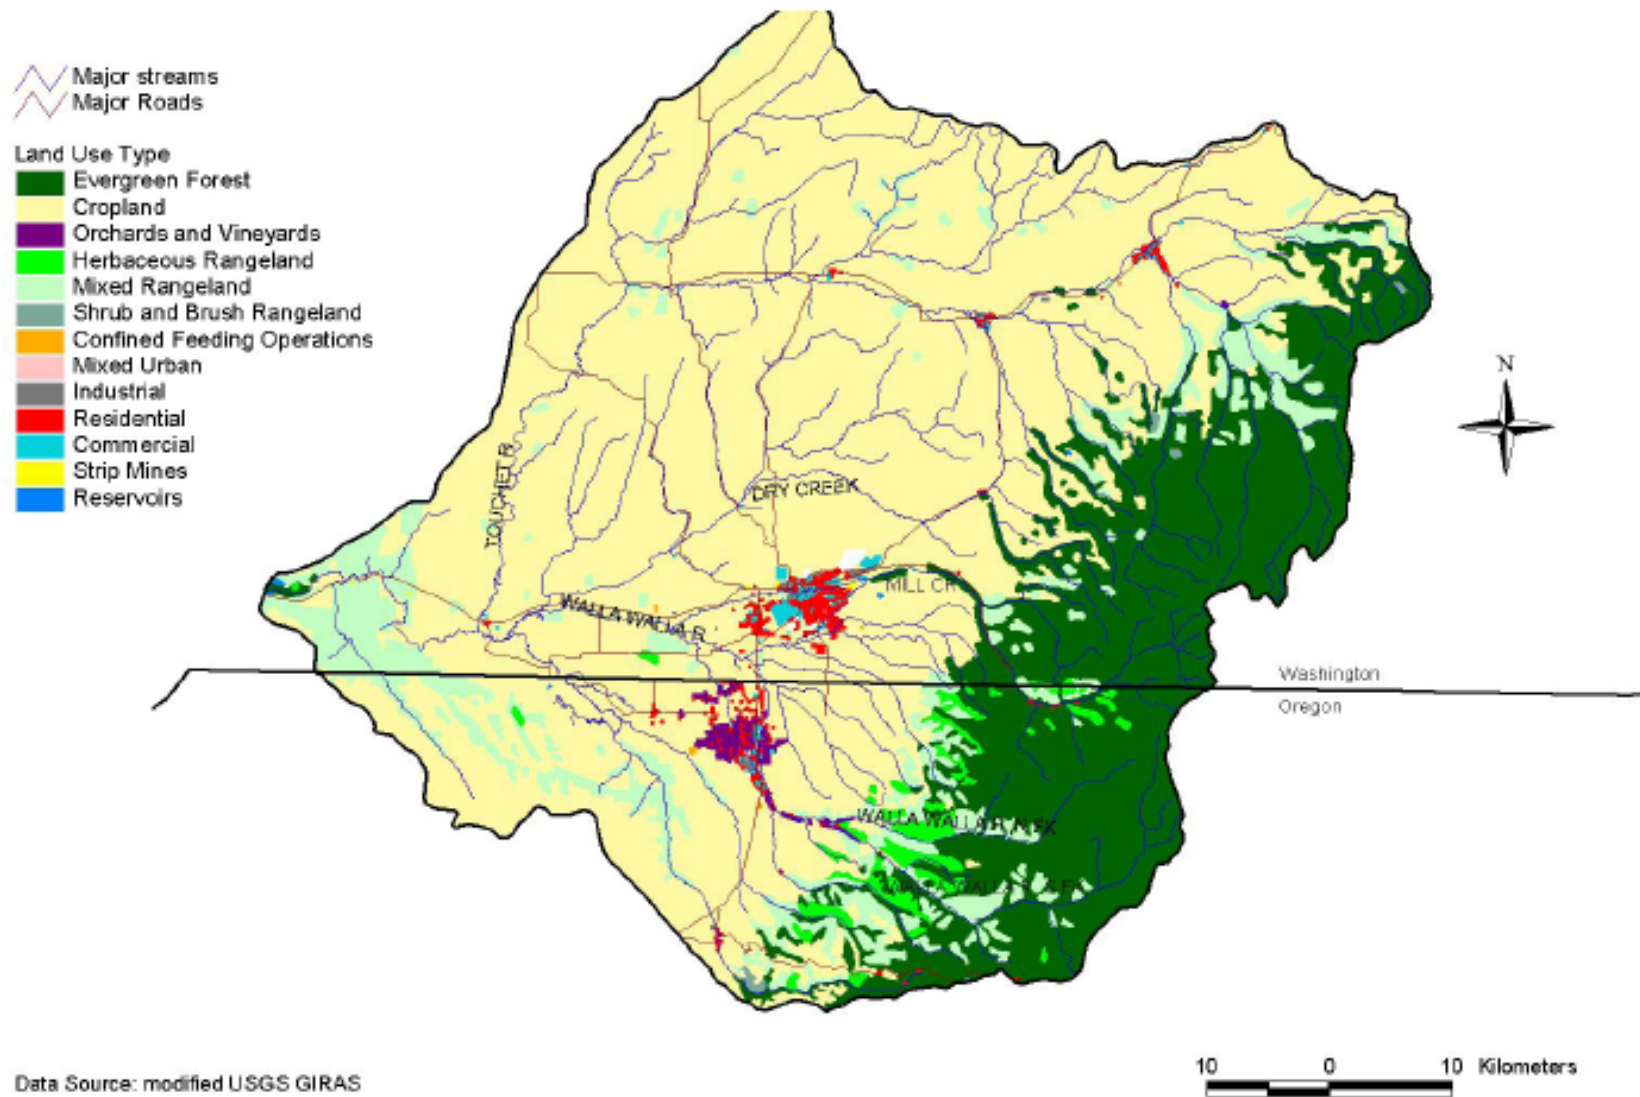 Major streams
Major Roads
Land Use Type
Evergreen Forest
Cropland
Orchards and Vineyards
Herbaceous Rangeland
Mixed Rangeland
Shrub and Brush Rangeland
Confined Feeding Operations
Mixed Urban
Industrial
Residential
Commercial
Strip Mines
Reservoirs
N
TOUCHET R
DRY CREEK
MILL CR
WALLA WALLA R
Washington
Oregon
WALLA WALLA R N FK
WALLA WALLA
Data Source: modified USGS GIRAS
10 0 10 Kilometers